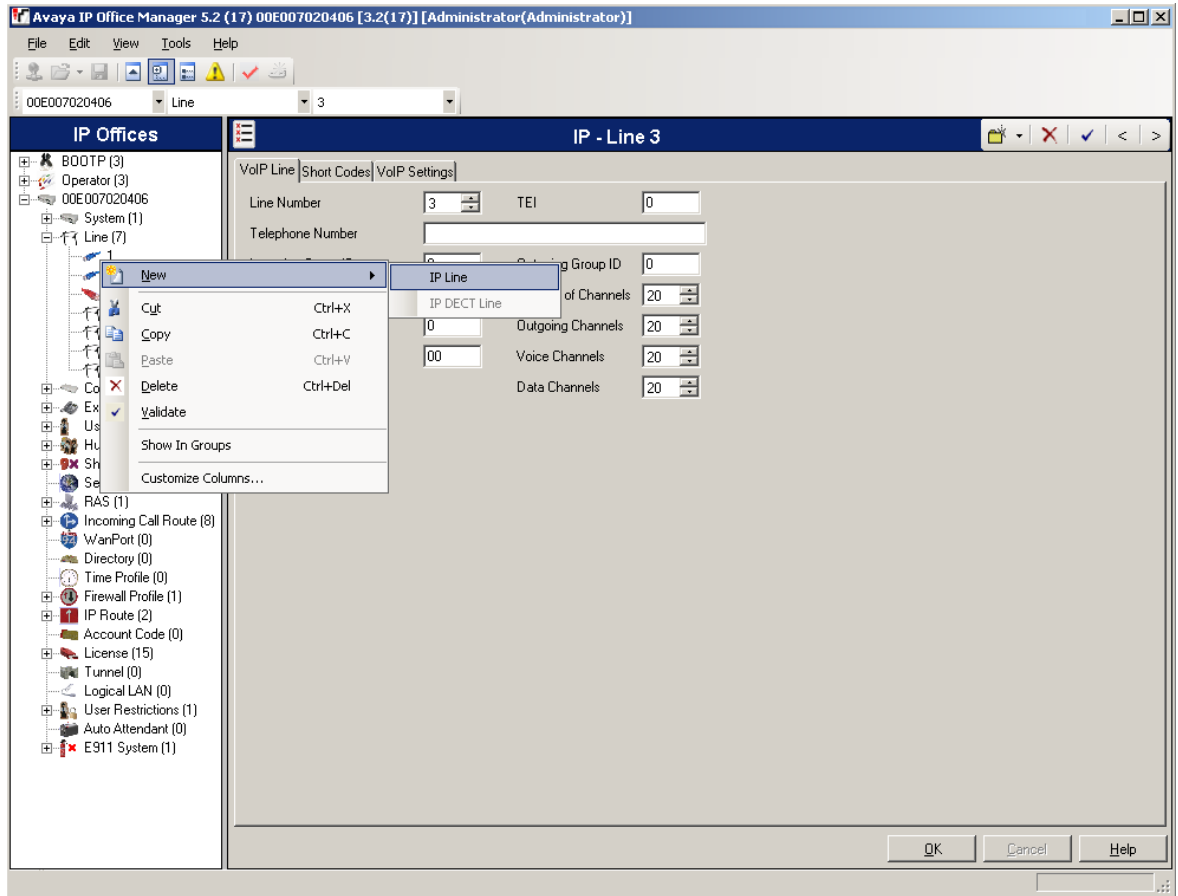 Avaya IP Office Manager 5.2 (17) 00E007020406 [3.2(17)] [Administrator(Administrator)]
File Edit View Tools Help
00E007020406 Line 3
IP Offices
IP - Line 3
BOOTP (3)
Operator (3)
00E007020406
System (1)
Line (7)
1
New
Cut Ctrl+X
Copy Ctrl+C
Paste Ctrl+V
Delete Ctrl+Del
Validate
Show In Groups
Customize Columns...
IP Line
IP DECT Line
Co
Ex
Us
Hu
Sh
Se
RAS (1)
Incoming Call Route (8)
WanPort (0)
Directory (0)
Time Profile (0)
Firewall Profile (1)
IP Route (2)
Account Code (0)
License (15)
Tunnel (0)
Logical LAN (0)
User Restrictions (1)
Auto Attendant (0)
E911 System (1)
VoIP Line Short Codes VoIP Settings
Line Number 3 TEI 0
Telephone Number
g Group ID 0
of Channels 20
0 Outgoing Channels 20
00 Voice Channels 20
Data Channels 20
OK Cancel Help